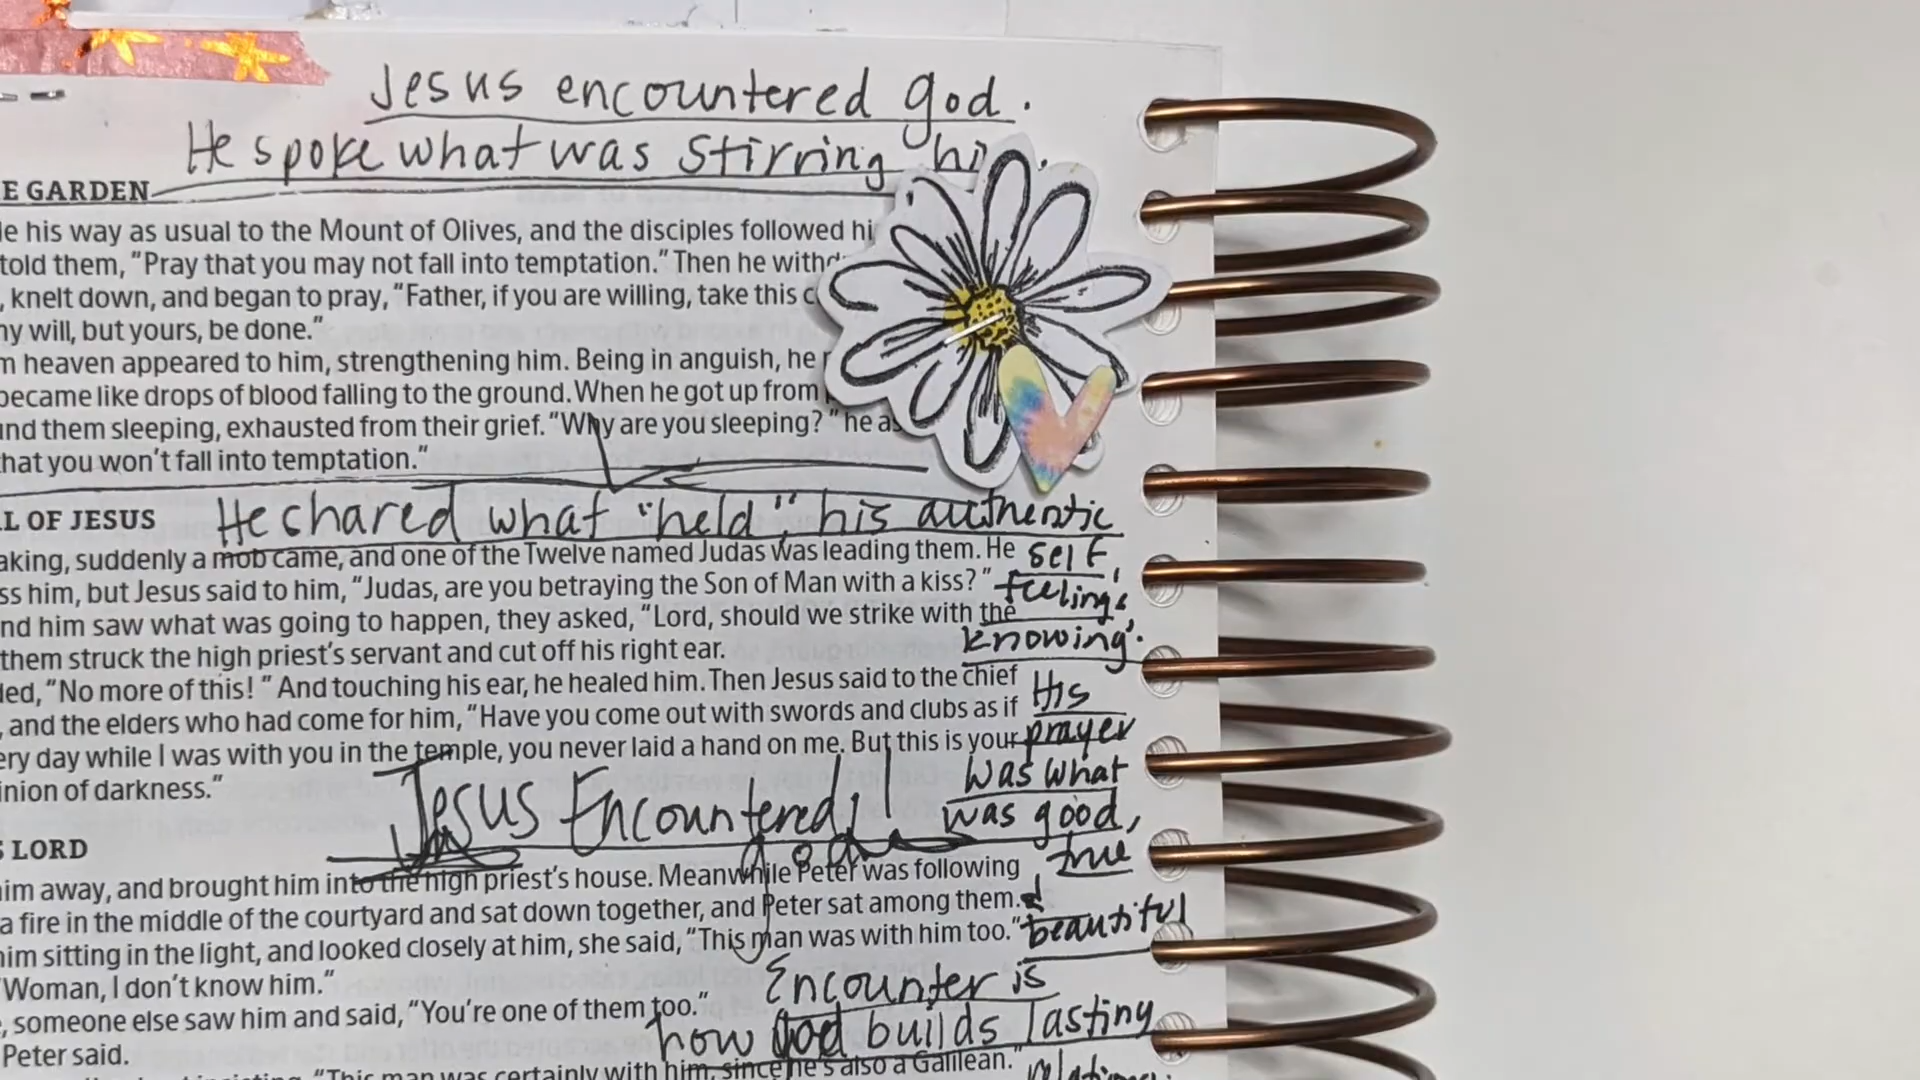 Jesus encountered god.
He spoke what was stirring
E GARDEN
his way as usual to the Mount of Olives, and the disciples followed
told them, "Pray that you may not fall into temptation." Then he
, knelt down, and began to pray, "Father, if you are willing, take this
will, but yours, be done."
heaven appeared to him, strengthening him. Being in anguish, he
became like drops of blood falling to the ground. When he got up from
them sleeping, exhausted from their grief. "Why are you sleeping?" he
that you won't fall into temptation."
L OF JESUS
He chared what "held", his authentic
self,
feelings,
knowing.
aking, suddenly a mob came, and one of the Twelve named Judas was leading them. He
ss him, but Jesus said to him, "Judas, are you betraying the Son of Man with a kiss?"
nd him saw what was going to happen, they asked, "Lord, should we strike with the
them struck the high priest's servant and cut off his right ear.
ed, "No more of this!" And touching his ear, he healed him. Then Jesus said to the chief
, and the elders who had come for him, "Have you come out with swords and clubs as if
ery day while I was with you in the temple, you never laid a hand on me. But this is your
inion of darkness."
His
prayer
was what
was good,
true
&
beautiful
Jesus Encountered
god
S LORD
him away, and brought him into the high priest's house. Meanwhile Peter was following
a fire in the middle of the courtyard and sat down together, and Peter sat among them.
him sitting in the light, and looked closely at him, she said, "This man was with him too."
"Woman, I don't know him."
, someone else saw him and said, "You're one of them too."
Peter said.
Encounter is
how God builds lasting
"This man was certainly with him, since he's also a Galilean."